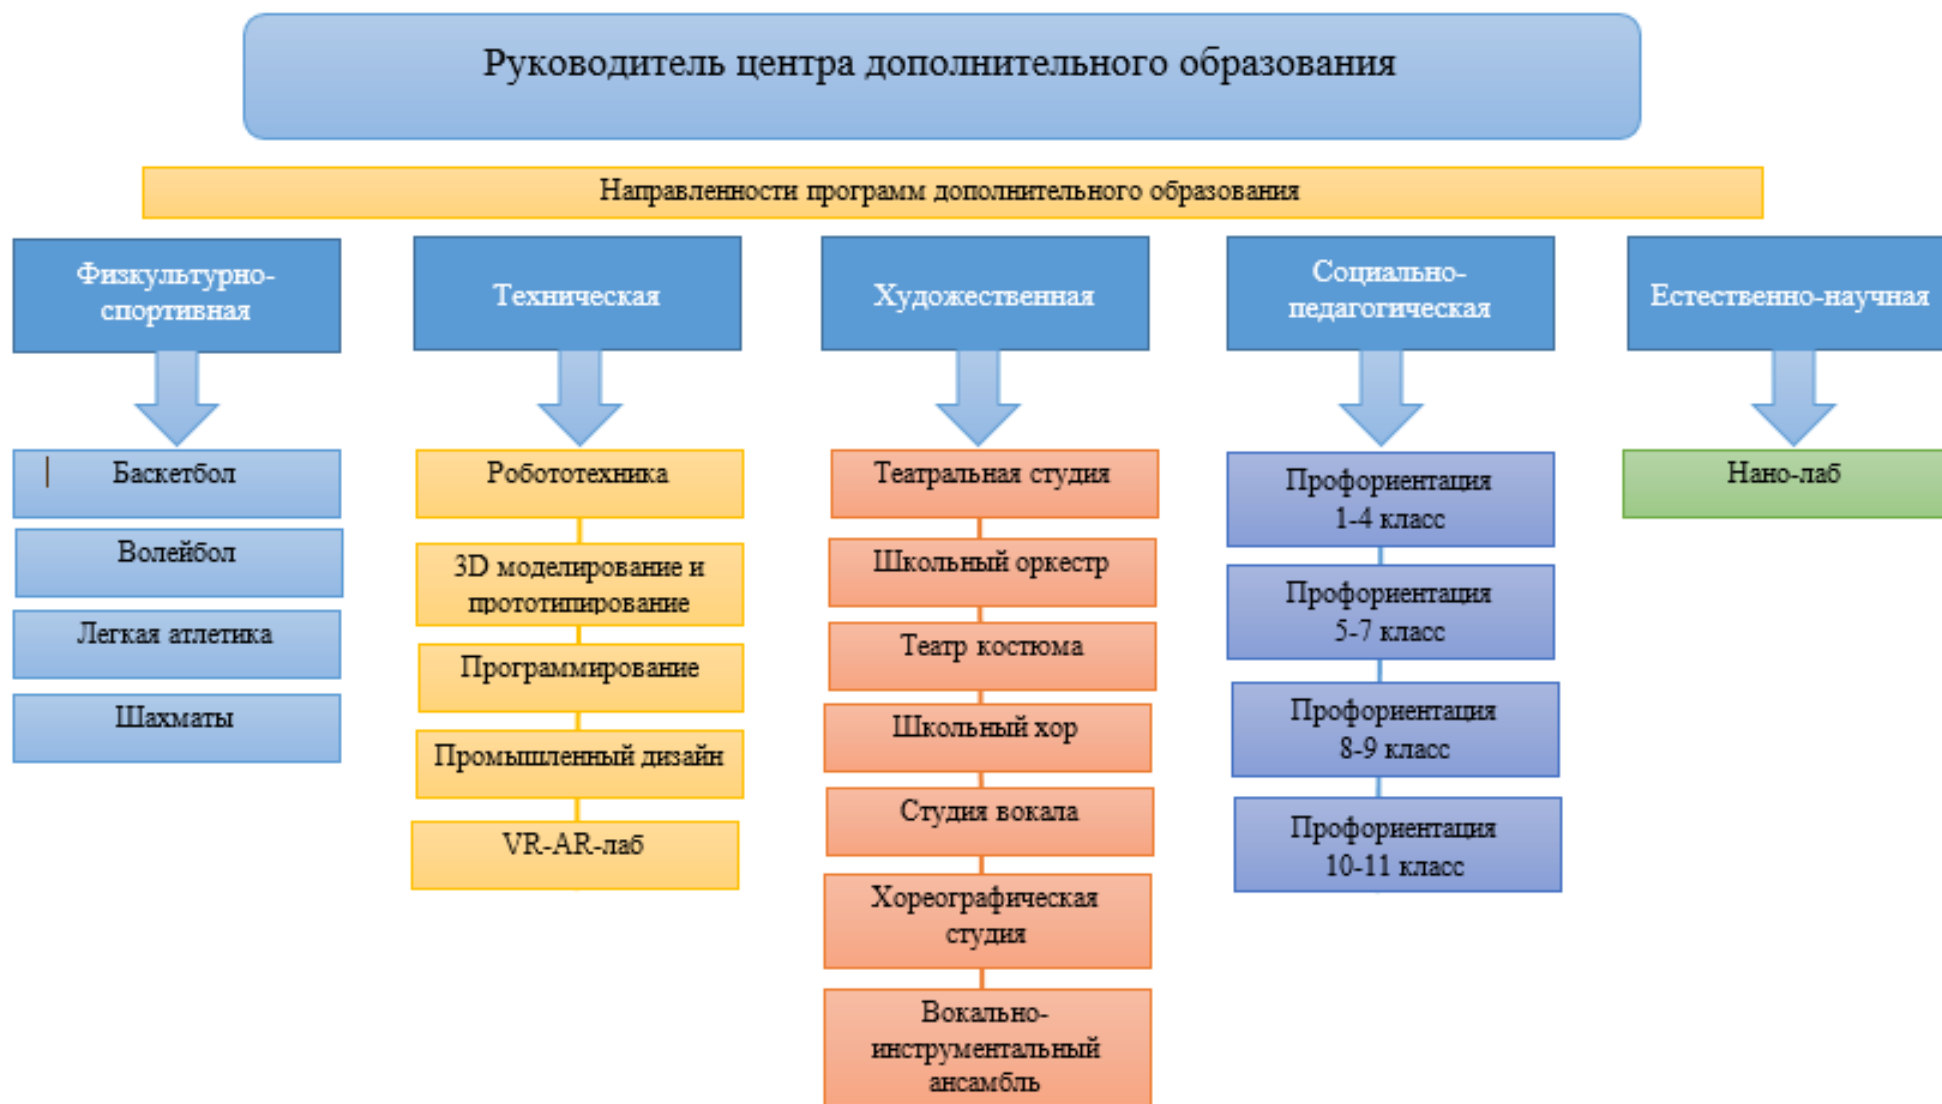 Руководитель центра дополнительного образования
Направленности программ дополнительного образования
Физкультурно-
спортивная
Техническая
Художественная
Социально-
педагогическая
Естественно-научная
Баскетбол
Волейбол
Легкая атлетика
Шахматы
Робототехника
3D моделирование и
прототипирование
Программирование
Промышленный дизайн
VR-AR-лаб
Театральная студия
Школьный оркестр
Театр костюма
Школьный хор
Студия вокала
Хореографическая
студия
Вокально-
инструментальный
ансамбль
Профориентация
1-4 класс
Профориентация
5-7 класс
Профориентация
8-9 класс
Профориентация
10-11 класс
Нано-лаб